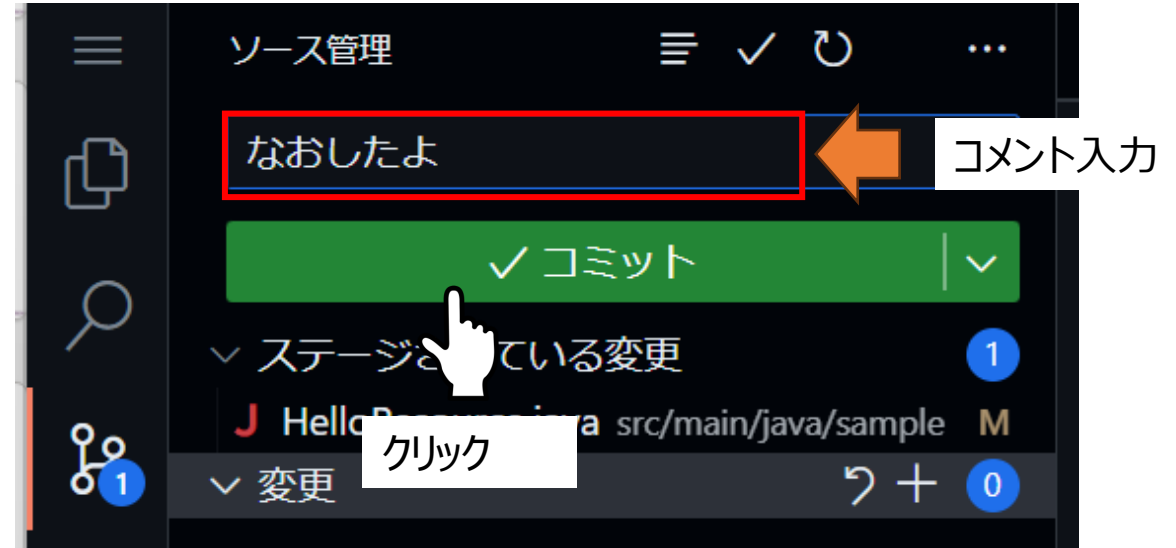 ソース管理
なおしたよ
コメント入力
コミット
ステージ ている変更 1
J src/main/java/sample M
クリック
1
変更 0